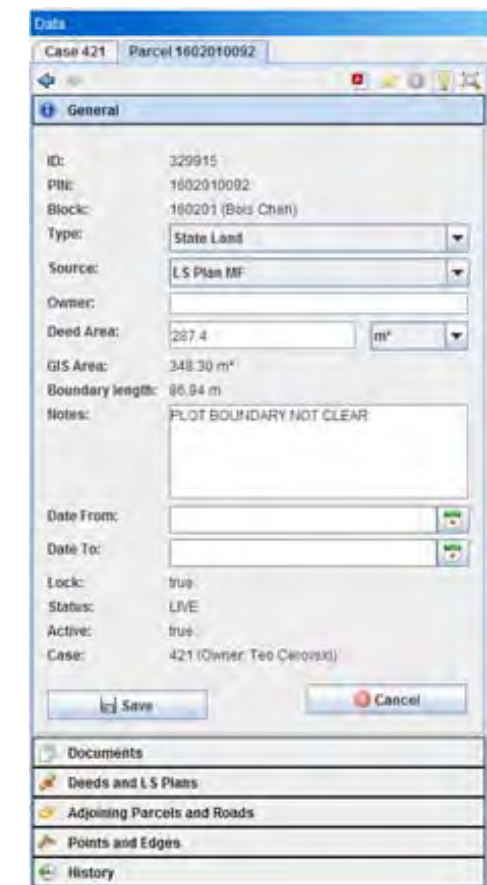 Data
Case 421 Parcel 1602010092
General
ID: 329915
PIN: 1602010092
Block: 160201 (Bois Cheri)
Type: State Land
Source: LS Plan MF
Owner:
Deed Area: 287.4 m²
GIS Area: 348.30 m²
Boundary length: 86.94 m
Notes: PLOT BOUNDARY NOT CLEAR
Date From:
Date To:
Lock: true
Status: LIVE
Active: true
Case: 421 (Owner: Teo Cerovski)
Save Cancel
Documents
Deeds and LS Plans
Adjoining Parcels and Roads
Points and Edges
History